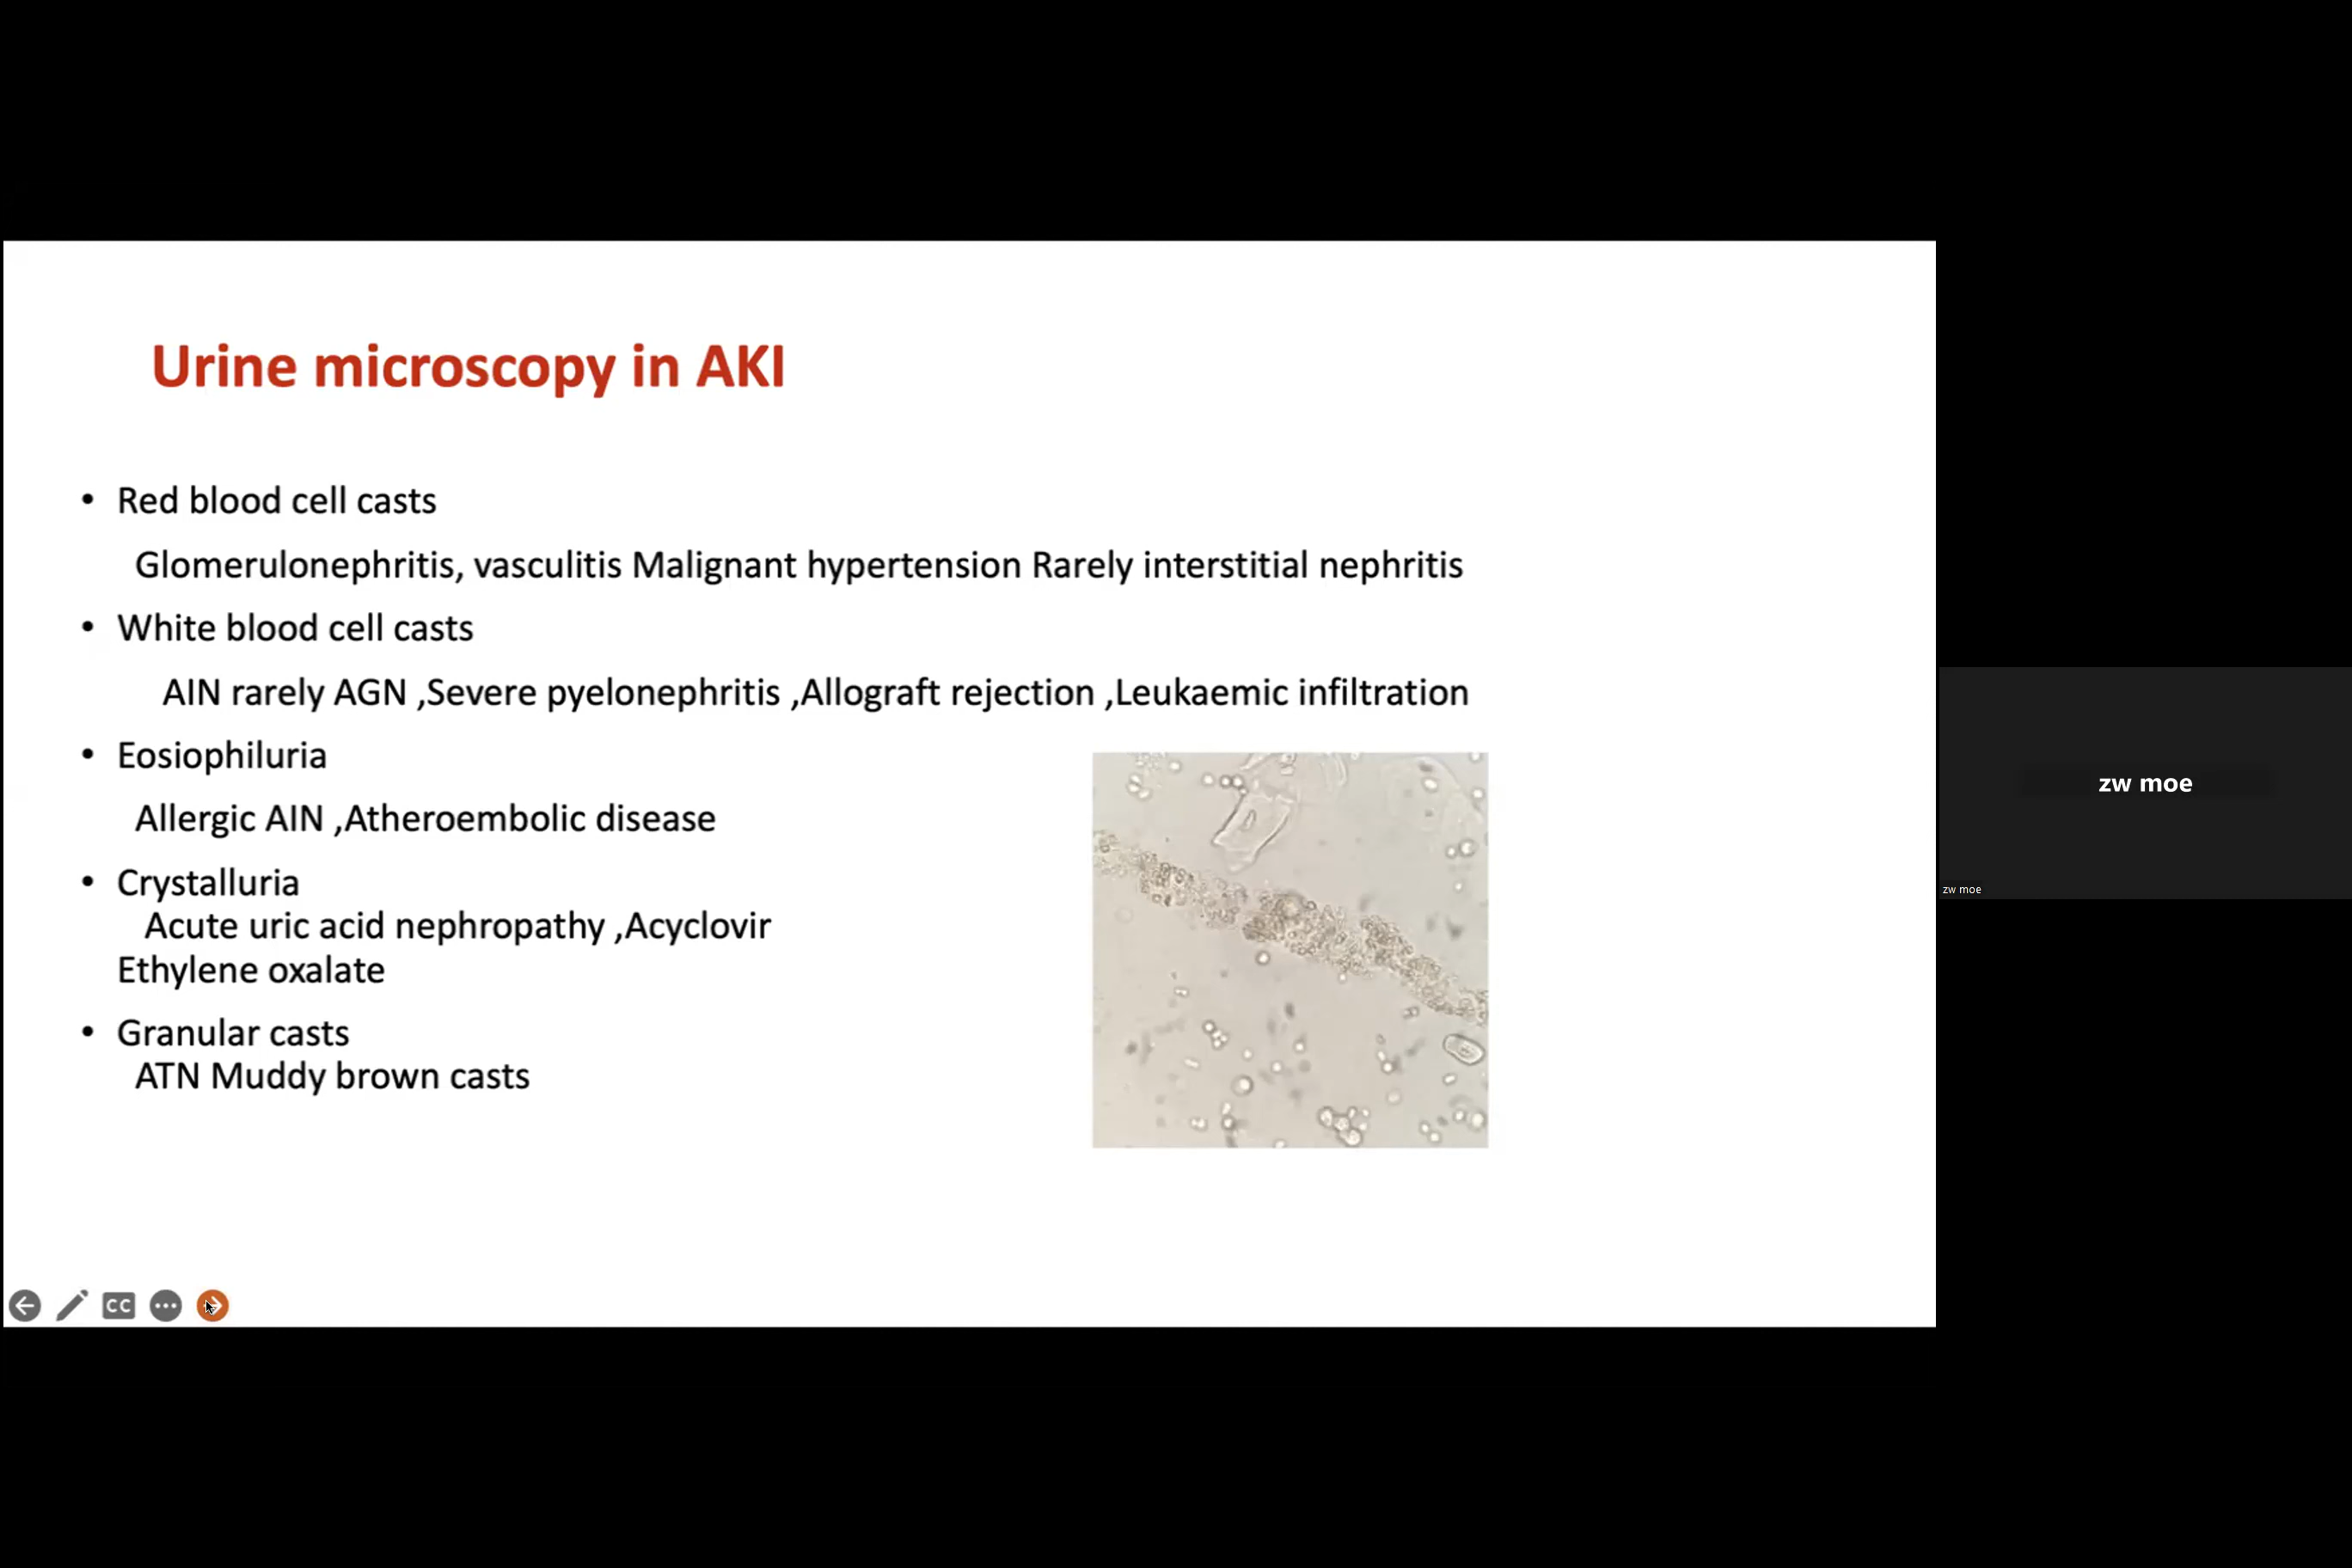 Urine microscopy in AKI
• Red blood cell casts
Glomerulonephritis, vasculitis Malignant hypertension Rarely interstitial nephritis
• White blood cell casts
AIN rarely AGN ,Severe pyelonephritis ,Allograft rejection ,Leukaemic infiltration
• Eosiophiluria
Allergic AIN ,Atheroembolic disease
• Crystalluria
Acute uric acid nephropathy ,Acyclovir
Ethylene oxalate
• Granular casts
ATN Muddy brown casts
CC
zw moe
zw moe